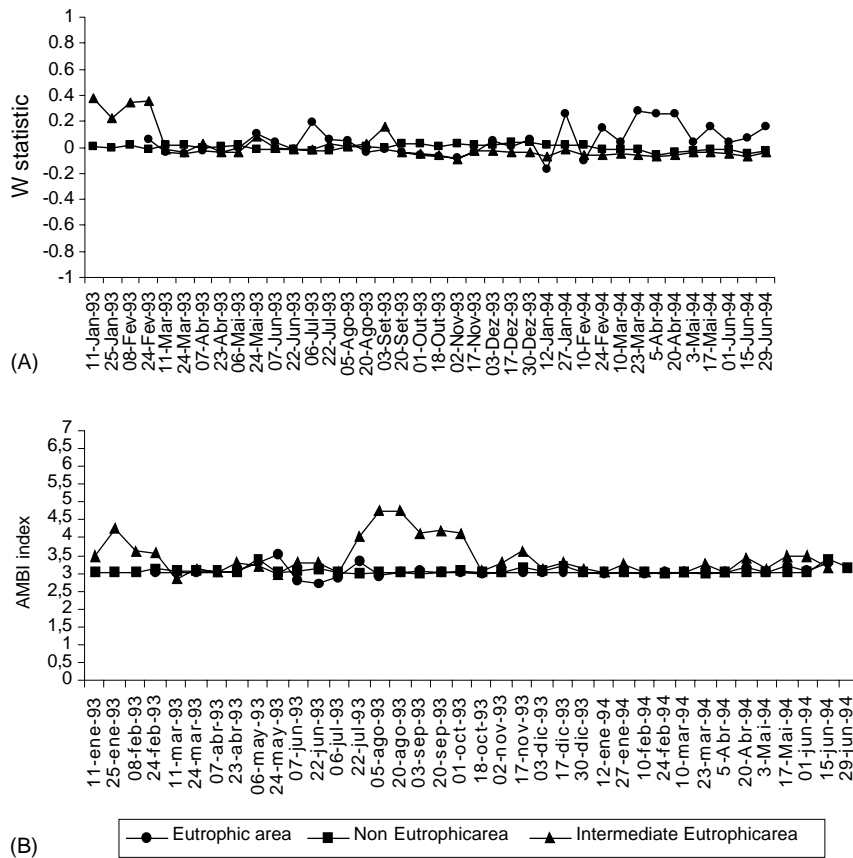 1
0.8
0.6
0.4
0.2
0
-0.2
-0.4
-0.6
-0.8
-1
W statistic
11-Jan-93
25-Jan-93
08-Fev-93
24-Fev-93
11-Mar-93
24-Mar-93
07-Abr-93
23-Abr-93
06-Mai-93
24-Mai-93
07-Jun-93
22-Jun-93
06-Jul-93
22-Jul-93
05-Ago-93
20-Ago-93
03-Set-93
20-Set-93
01-Out-93
18-Out-93
02-Nov-93
17-Nov-93
03-Dez-93
17-Dez-93
30-Dez-93
12-Jan-94
27-Jan-94
10-Fev-94
24-Fev-94
10-Mar-94
23-Mar-94
5-Abr-94
20-Abr-94
3-Mai-94
17-Mai-94
01-Jun-94
15-Jun-94
29-Jun-94
(A)
7
6,5
6
5,5
5
4,5
4
3,5
3
2,5
2
1,5
1
0,5
0
AMBI index
11-ene-93
25-ene-93
08-feb-93
24-feb-93
11-mar-93
24-mar-93
07-abr-93
23-abr-93
06-may-93
24-may-93
07-jun-93
22-jun-93
06-jul-93
22-jul-93
05-ago-93
20-ago-93
03-sep-93
20-sep-93
01-oct-93
18-oct-93
02-nov-93
17-nov-93
03-dic-93
17-dic-93
30-dic-93
12-ene-94
27-ene-94
10-feb-94
24-feb-94
10-mar-94
23-mar-94
5-Abr-94
20-Abr-94
3-Mai-94
17-Mai-94
01-jun-94
15-jun-94
29-jun-94
(B)
Eutrophic area Non Eutrophicarea Intermediate Eutrophicarea